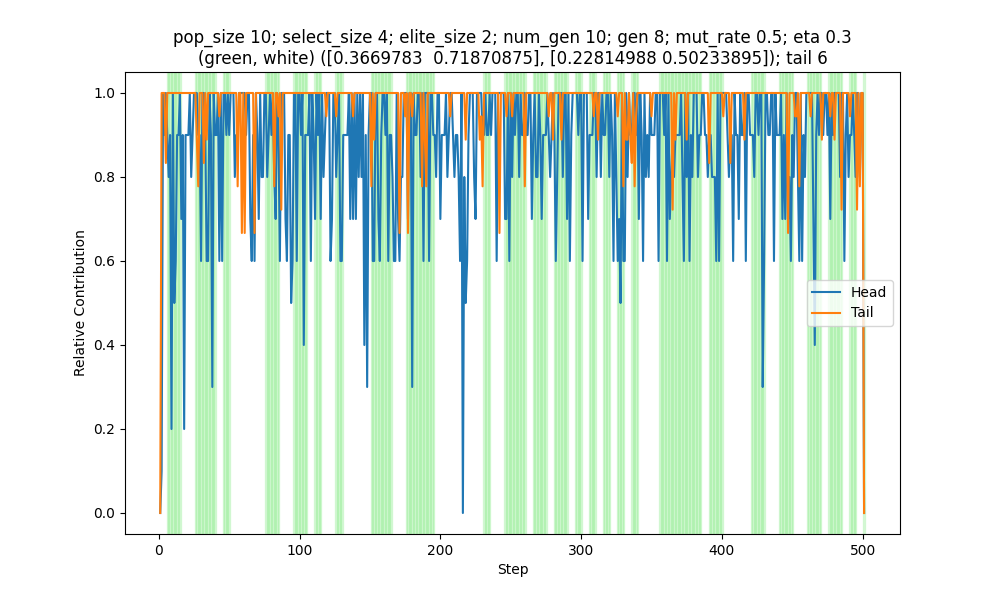 pop_size 10; select_size 4; elite_size 2; num_gen 10; gen 8; mut_rate 0.5; eta 0.3
(green, white) ([0.3669783  0.71870875], [0.22814988 0.50233895]); tail 6
1.0
0.8
0.6
0.4
0.2
0.0
Relative Contribution
Head
Tail
0
100
200
300
400
500
Step